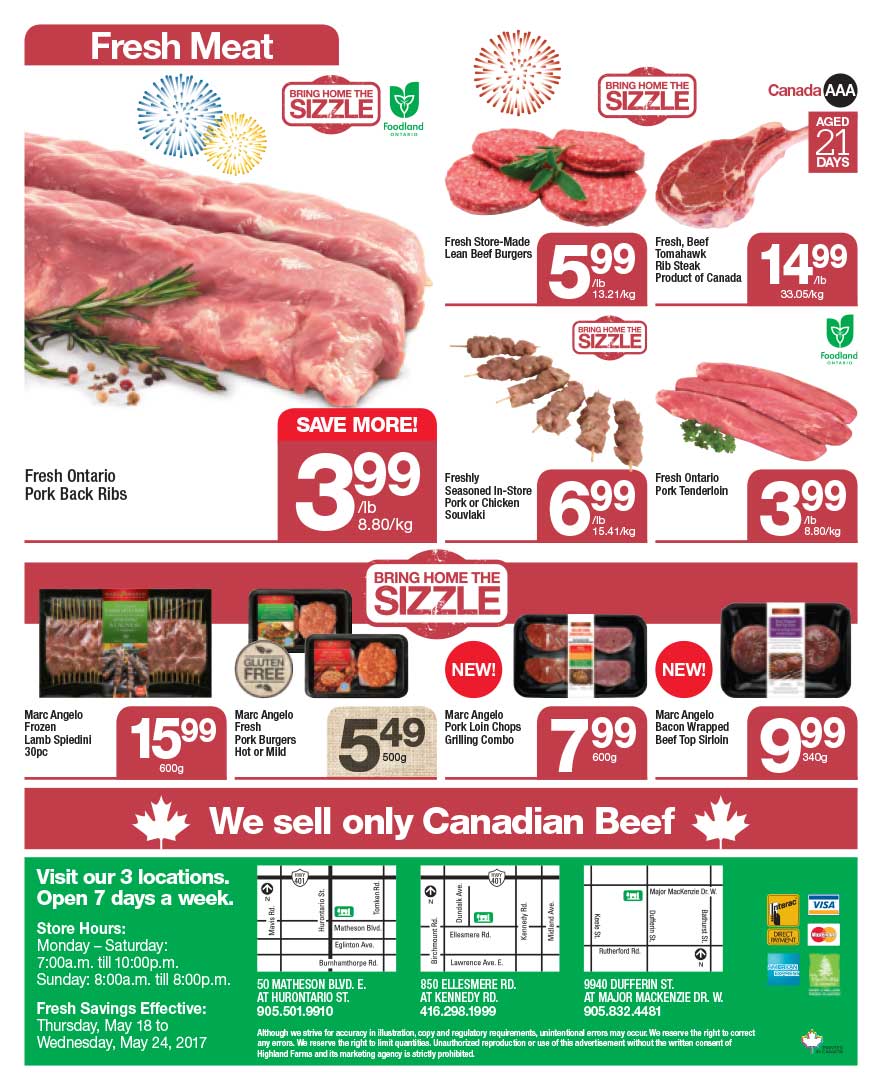 Fresh Meat
BRING HOME THE
SIZZLE
Foodland
ONTARIO
BRING HOME THE
SIZZLE
Canada AAA
AGED
21
DAYS
Fresh Store-Made
Lean Beef Burgers
5.99
/lb
13.21/kg
Fresh, Beef
Tomahawk
Rib Steak
Product of Canada
14.99
/lb
33.05/kg
Fresh Ontario
Pork Back Ribs
SAVE MORE!
3.99
/lb
8.80/kg
BRING HOME THE
SIZZLE
Freshly
Seasoned In-Store
Pork or Chicken
Souvlaki
6.99
/lb
15.41/kg
Foodland
ONTARIO
Fresh Ontario
Pork Tenderloin
3.99
/lb
8.80/kg
BRING HOME THE
SIZZLE
Marc Angelo
Frozen
Lamb Spiedini
30pc
15.99
600g
GLUTEN
FREE
Marc Angelo
Fresh
Pork Burgers
Hot or Mild
5.49
500g
NEW!
Marc Angelo
Pork Loin Chops
Grilling Combo
7.99
600g
NEW!
Marc Angelo
Bacon Wrapped
Beef Top Sirloin
9.99
340g
We sell only Canadian Beef
Visit our 3 locations.
Open 7 days a week.
Store Hours:
Monday – Saturday:
7:00a.m. till 10:00p.m.
Sunday: 8:00a.m. till 8:00p.m.
Fresh Savings Effective:
Thursday, May 18 to
Wednesday, May 24, 2017
HWY
401
N
Mavis Rd.
Hurontario St.
Tomken Rd.
Matheson Blvd.
Eglinton Ave.
Burnhamthorpe Rd.
50 MATHESON BLVD. E.
AT HURONTARIO ST.
905.501.9910
HWY
401
N
Birchmount Rd.
Dundalk Ave.
Kennedy Rd.
Midland Ave.
Ellesmere Rd.
Lawrence Ave. E.
850 ELLESMERE RD.
AT KENNEDY RD.
416.298.1999
Major MacKenzie Dr. W.
Keele St.
Dufferin St.
Bathurst St.
Rutherford Rd.
N
9940 DUFFERIN ST.
AT MAJOR MACKENZIE DR. W.
905.832.4481
Interac
DIRECT
PAYMENT
VISA
MasterCard
AMERICAN
EXPRESS
Although we strive for accuracy in illustration, copy and regulatory requirements, unintentional errors may occur. We reserve the right to correct
any errors. We reserve the right to limit quantities. Unauthorized reproduction or use of this advertisement without the written consent of
Highland Farms and its marketing agency is strictly prohibited.
PRINTED
IN CANADA